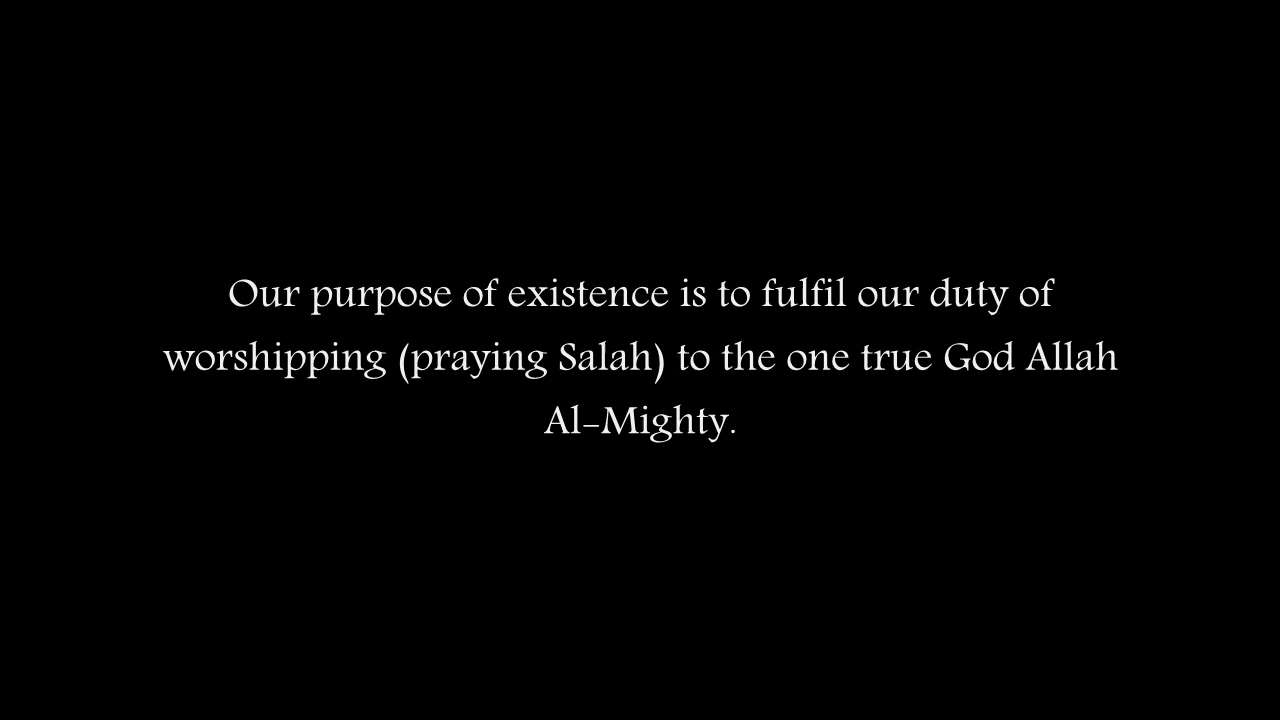 Our purpose of existence is to fulfil our duty of
worshipping (praying Salah) to the one true God Allah
Al-Mighty.